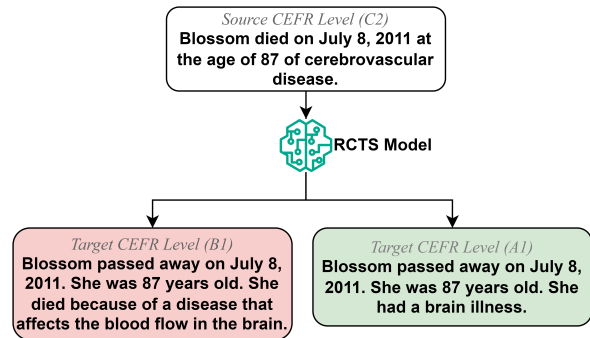 Source CEFR Level (C2)
Blossom died on July 8, 2011 at
the age of 87 of cerebrovascular
disease.
RCTS Model
Target CEFR Level (B1)
Blossom passed away on July 8,
2011. She was 87 years old. She
died because of a disease that
affects the blood flow in the brain.
Target CEFR Level (A1)
Blossom passed away on July 8,
2011. She was 87 years old. She
had a brain illness.